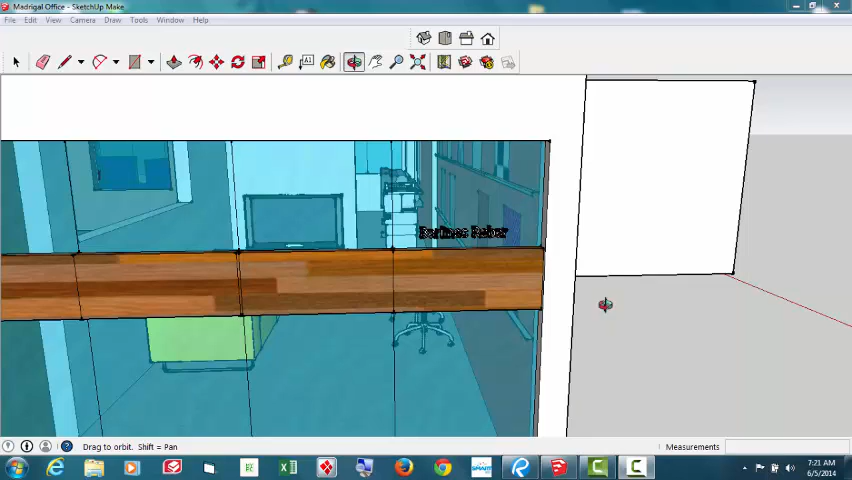 Madrigal Office - SketchUp Make
File Edit View Camera Draw Tools Window Help
A1
Drag to orbit. Shift = Pan
Measurements
7:21 AM
6/5/2014